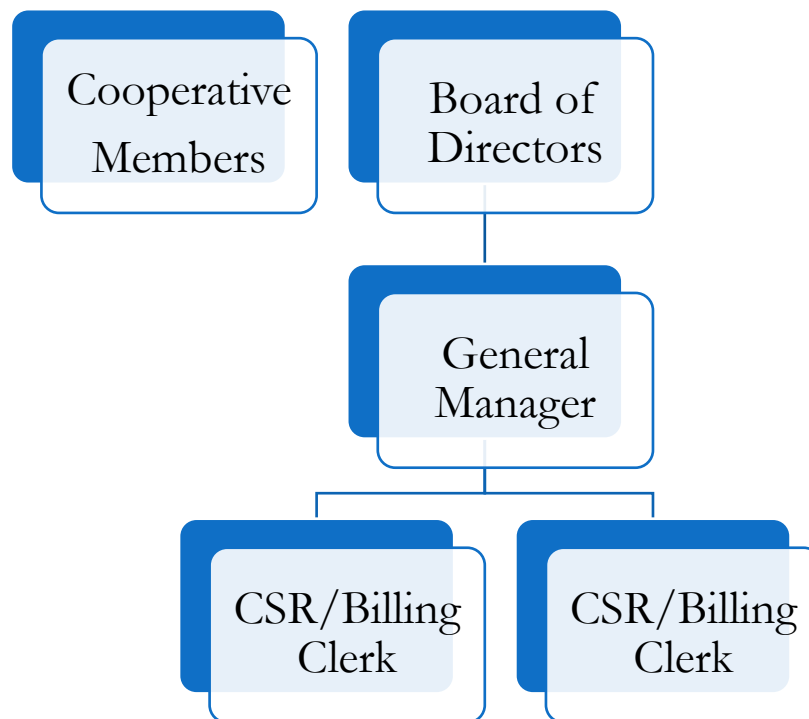 Cooperative
Members
Board of
Directors
General
Manager
CSR/Billing
Clerk
CSR/Billing
Clerk